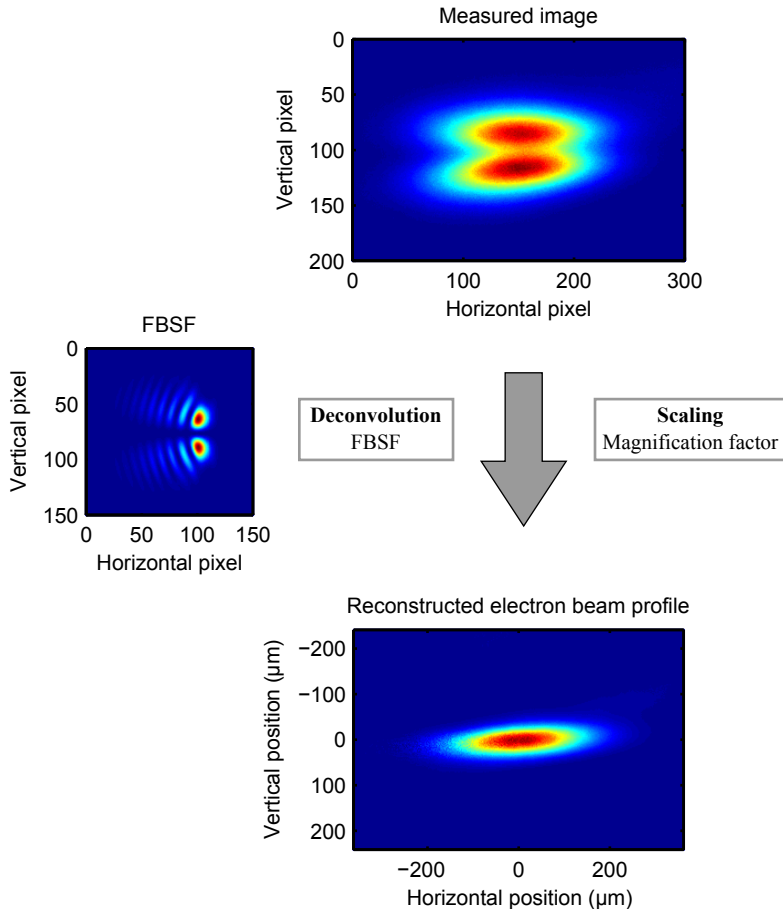 Measured image
0
50
100
150
200
Vertical pixel
0 100 200 300
Horizontal pixel
FBSF
0
50
100
150
Vertical pixel
0 50 100 150
Horizontal pixel
Deconvolution
FBSF
Scaling
Magnification factor
Reconstructed electron beam profile
−200
−100
0
100
200
Vertical position (µm)
−200 0 200
Horizontal position (µm)